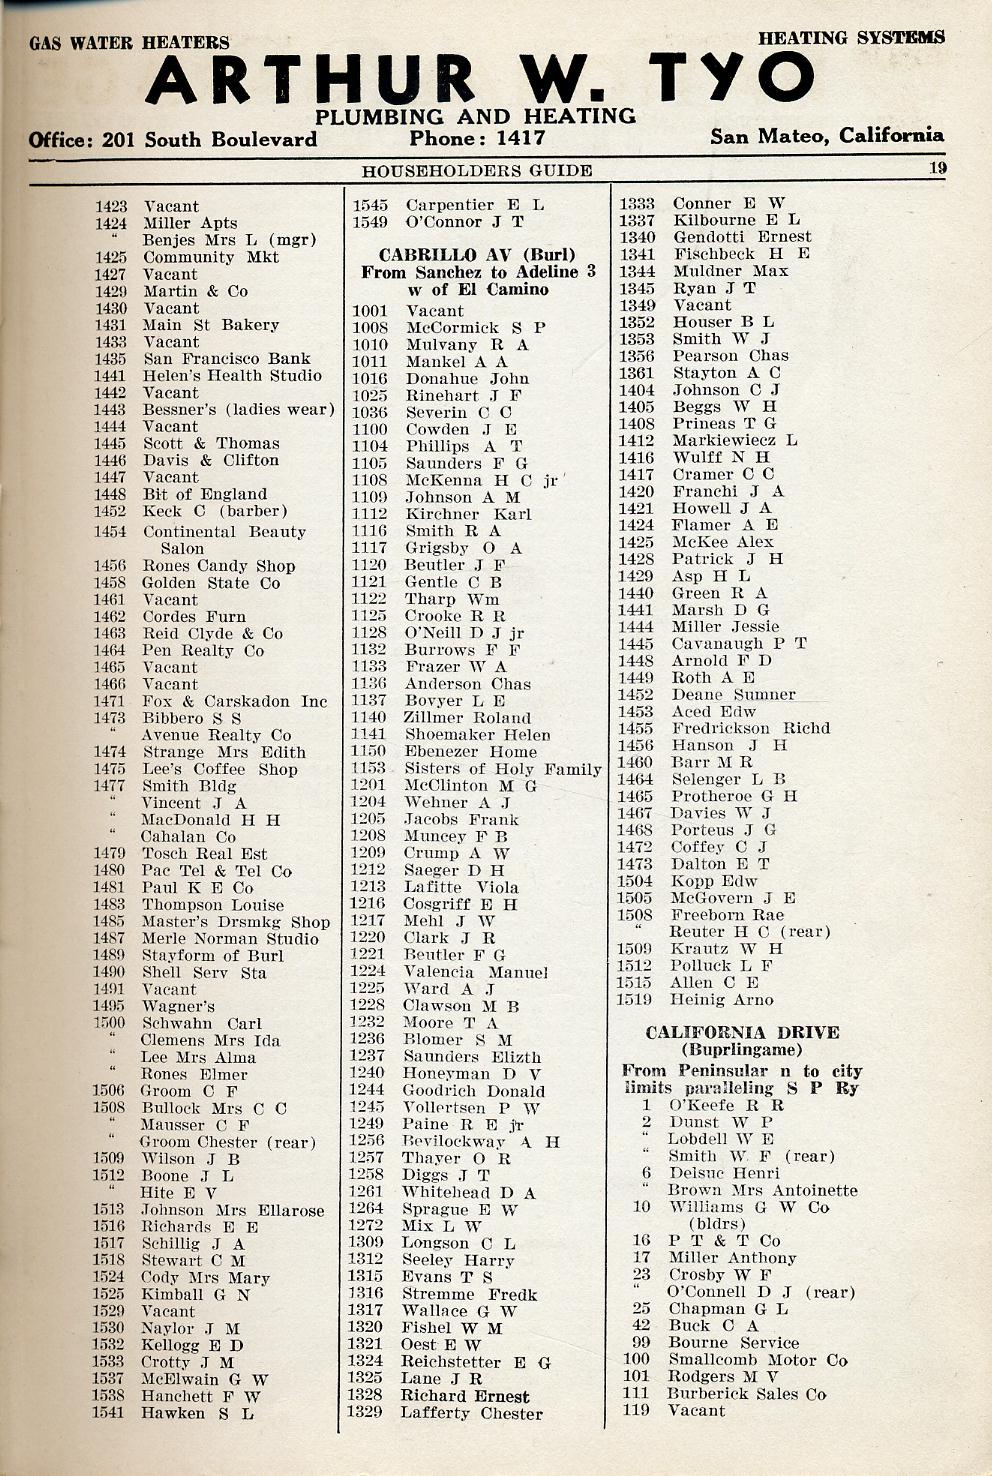 GAS WATER HEATERS HEATING SYSTEMS
ARTHUR W. TYO
PLUMBING AND HEATING
Office: 201 South Boulevard Phone: 1417 San Mateo, California
HOUSEHOLDERS GUIDE 19
1423 Vacant
1424 Miller Apts
" Benjes Mrs L (mgr)
1425 Community Mkt
1427 Vacant
1429 Martin & Co
1430 Vacant
1431 Main St Bakery
1433 Vacant
1435 San Francisco Bank
1441 Helen's Health Studio
1442 Vacant
1443 Bessner's (ladies wear)
1444 Vacant
1445 Scott & Thomas
1446 Davis & Clifton
1447 Vacant
1448 Bit of England
1452 Keck C (barber)
1454 Continental Beauty
Salon
1456 Rones Candy Shop
1458 Golden State Co
1461 Vacant
1462 Cordes Furn
1463 Reid Clyde & Co
1464 Pen Realty Co
1465 Vacant
1466 Vacant
1471 Fox & Carskadon Inc
1473 Bibbero S S
" Avenue Realty Co
1474 Strange Mrs Edith
1475 Lee's Coffee Shop
1477 Smith Bldg
" Vincent J A
" MacDonald H H
" Cahalan Co
1479 Tosch Real Est
1480 Pac Tel & Tel Co
1481 Paul K E Co
1483 Thompson Louise
1485 Master's Drsmkg Shop
1487 Merle Norman Studio
1489 Stayform of Burl
1490 Shell Serv Sta
1491 Vacant
1495 Wagner's
1500 Schwahn Carl
" Clemens Mrs Ida
" Lee Mrs Alma
" Rones Elmer
1506 Groom C F
1508 Bullock Mrs C C
" Mausser C F
" Groom Chester (rear)
1509 Wilson J B
1512 Boone J L
" Hite E V
1513 Johnson Mrs Ellarose
1516 Richards E E
1517 Schillig J A
1518 Stewart C M
1524 Cody Mrs Mary
1525 Kimball G N
1529 Vacant
1530 Naylor J M
1532 Kellogg E D
1533 Crotty J M
1537 McElwain G W
1538 Hanchett F W
1541 Hawken S L
1545 Carpentier E L
1549 O'Connor J T
CABRILLO AV (Burl)
From Sanchez to Adeline 3
w of El Camino
1001 Vacant
1008 McCormick S P
1010 Mulvany R A
1011 Mankel A A
1016 Donahue John
1025 Rinehart J F
1036 Severin C C
1100 Cowden J E
1104 Phillips A T
1105 Saunders F G
1108 McKenna H C jr
1109 Johnson A M
1112 Kirchner Karl
1116 Smith R A
1117 Grigsby O A
1120 Beutler J F
1121 Gentle C B
1122 Tharp Wm
1125 Crooke R R
1128 O'Neill D J jr
1132 Burrows F F
1133 Frazer W A
1136 Anderson Chas
1137 Bovyer L E
1140 Zillmer Roland
1141 Shoemaker Helen
1150 Ebenezer Home
1153 Sisters of Holy Family
1201 McClinton M G
1204 Wehner A J
1205 Jacobs Frank
1208 Muncey F B
1209 Crump A W
1212 Saeger D H
1213 Lafitte Viola
1216 Cosgriff E H
1217 Mehl J W
1220 Clark J R
1221 Beutler F G
1224 Valencia Manuel
1225 Ward A J
1228 Clawson M B
1232 Moore T A
1236 Blomer S M
1237 Saunders Elizth
1240 Honeyman D V
1244 Goodrich Donald
1245 Vollertsen P W
1249 Paine R E jr
1256 Bevilockway A H
1257 Thayer O R
1258 Diggs J T
1261 Whitehead D A
1264 Sprague E W
1272 Mix L W
1309 Longson C L
1312 Seeley Harry
1315 Evans T S
1316 Stremme Fredk
1317 Wallace G W
1320 Fishel W M
1321 Oest E W
1324 Reichstetter E G
1325 Lane J R
1328 Richard Ernest
1329 Lafferty Chester
1333 Conner E W
1337 Kilbourne E L
1340 Gendotti Ernest
1341 Fischbeck H E
1344 Muldner Max
1345 Ryan J T
1349 Vacant
1352 Houser B L
1353 Smith W J
1356 Pearson Chas
1361 Stayton A C
1404 Johnson C J
1405 Beggs W H
1408 Prineas T G
1412 Markiewiecz L
1416 Wulff N H
1417 Cramer C C
1420 Franchi J A
1421 Howell J A
1424 Flamer A E
1425 McKee Alex
1428 Patrick J H
1429 Asp H L
1440 Green R A
1441 Marsh D G
1444 Miller Jessie
1445 Cavanaugh P T
1448 Arnold F D
1449 Roth A E
1452 Deane Sumner
1453 Aced Edw
1455 Fredrickson Richd
1456 Hanson J H
1460 Barr M R
1464 Selenger L B
1465 Protheroe G H
1467 Davies W J
1468 Porteus J G
1472 Coffey C J
1473 Dalton E T
1504 Kopp Edw
1505 McGovern J E
1508 Freeborn Rae
" Reuter H C (rear)
1509 Krautz W H
1512 Polluck L F
1515 Allen C E
1519 Heinig Arno
CALIFORNIA DRIVE
(Buprlingame)
From Peninsular n to city
limits paralleling S P Ry
1 O'Keefe R R
2 Dunst W P
" Lobdell W E
" Smith W F (rear)
6 Delsuc Henri
" Brown Mrs Antoinette
10 Williams G W Co
(bldrs)
16 P T & T Co
17 Miller Anthony
23 Crosby W F
" O'Connell D J (rear)
25 Chapman G L
42 Buck C A
99 Bourne Service
100 Smallcomb Motor Co
101 Rodgers M V
111 Burberick Sales Co
119 Vacant